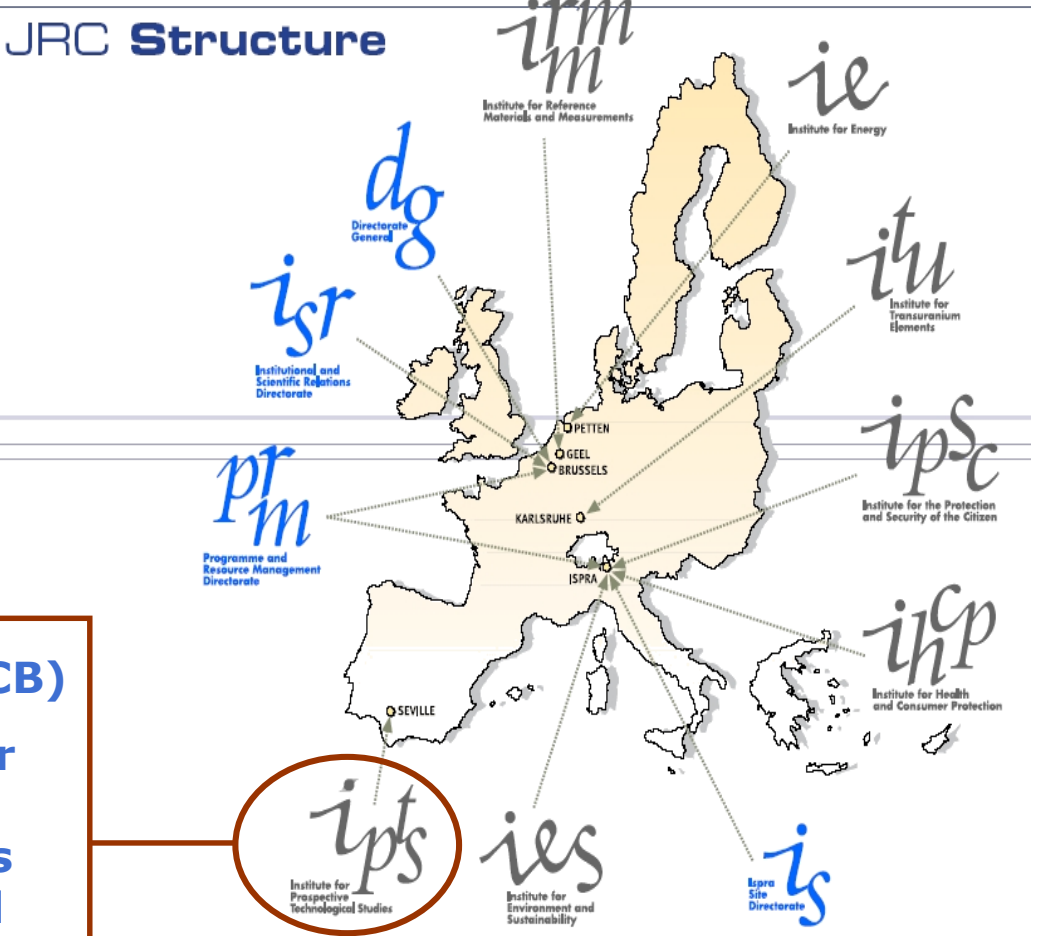 JRC Structure
irmm
Institute for Reference
Materials and Measurements
ie
Institute for Energy
dg
Directorate
General
itu
Institute for
Transuranium
Elements
isr
Institutional and
Scientific Relations
Directorate
ipsc
Institute for the Protection
and Security of the Citizen
PETTEN
GEEL
BRUSSELS
prm
Programme and
Resource Management
Directorate
KARLSRUHE
ISPRA
ihcp
Institute for Health
and Consumer Protection
CB)
r
s
SEVILLE
ipts
Institute for
Prospective
Technological Studies
ies
Institute for
Environment and
Sustainability
is
Ispra
Site
Directorate